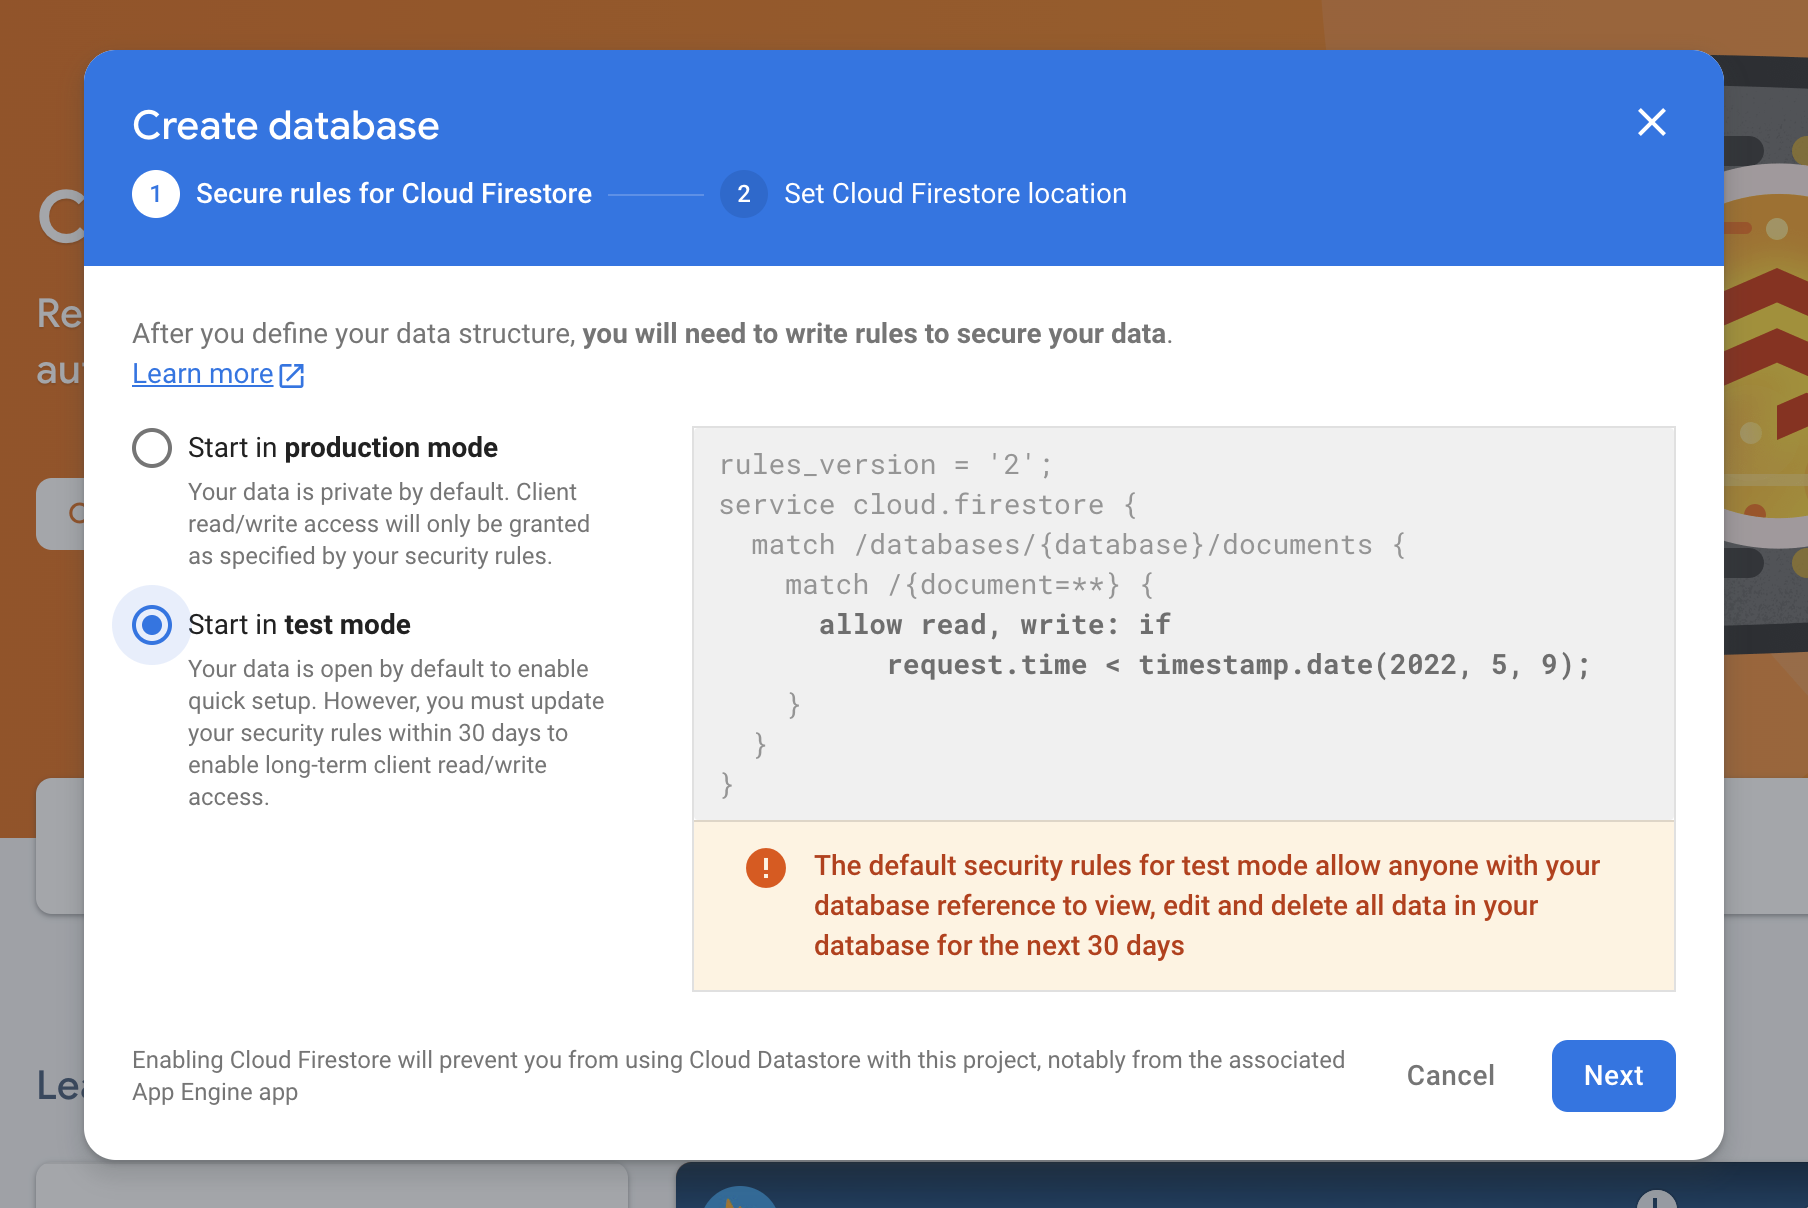 Create database
1 Secure rules for Cloud Firestore 2 Set Cloud Firestore location
After you define your data structure, you will need to write rules to secure your data.
Learn more
Start in production mode
Your data is private by default. Client
read/write access will only be granted
as specified by your security rules.
Start in test mode
Your data is open by default to enable
quick setup. However, you must update
your security rules within 30 days to
enable long-term client read/write
access.
rules_version = '2';
service cloud.firestore {
match /databases/{database}/documents {
match /{document=**} {
allow read, write: if
request.time < timestamp.date(2022, 5, 9);
}
}
}
The default security rules for test mode allow anyone with your
database reference to view, edit and delete all data in your
database for the next 30 days
Enabling Cloud Firestore will prevent you from using Cloud Datastore with this project, notably from the associated
App Engine app
Cancel
Next